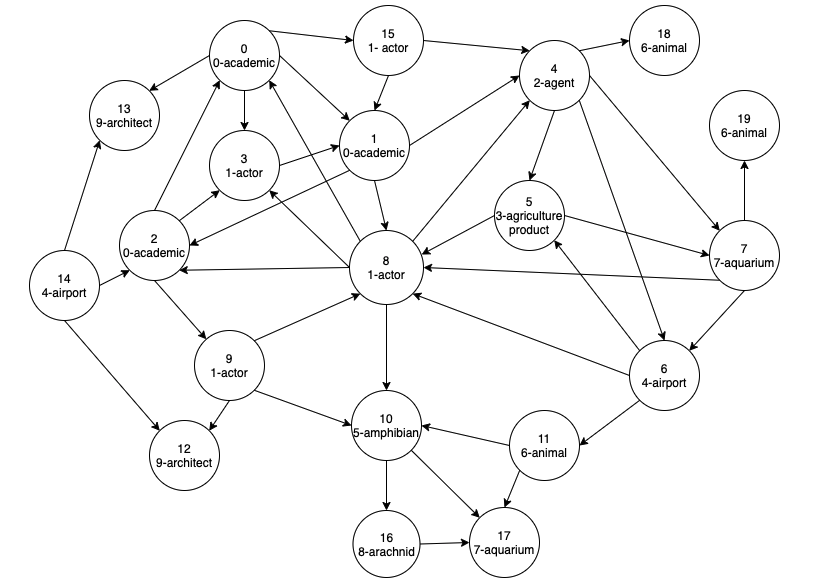 0
0-academic
15
1- actor
18
6-animal
4
2-agent
13
9-architect
19
6-animal
1
0-academic
3
1-actor
5
3-agriculture
product
2
0-academic
7
7-aquarium
8
1-actor
14
4-airport
9
1-actor
6
4-airport
10
5-amphibian
11
6-animal
12
9-architect
16
8-arachnid
17
7-aquarium